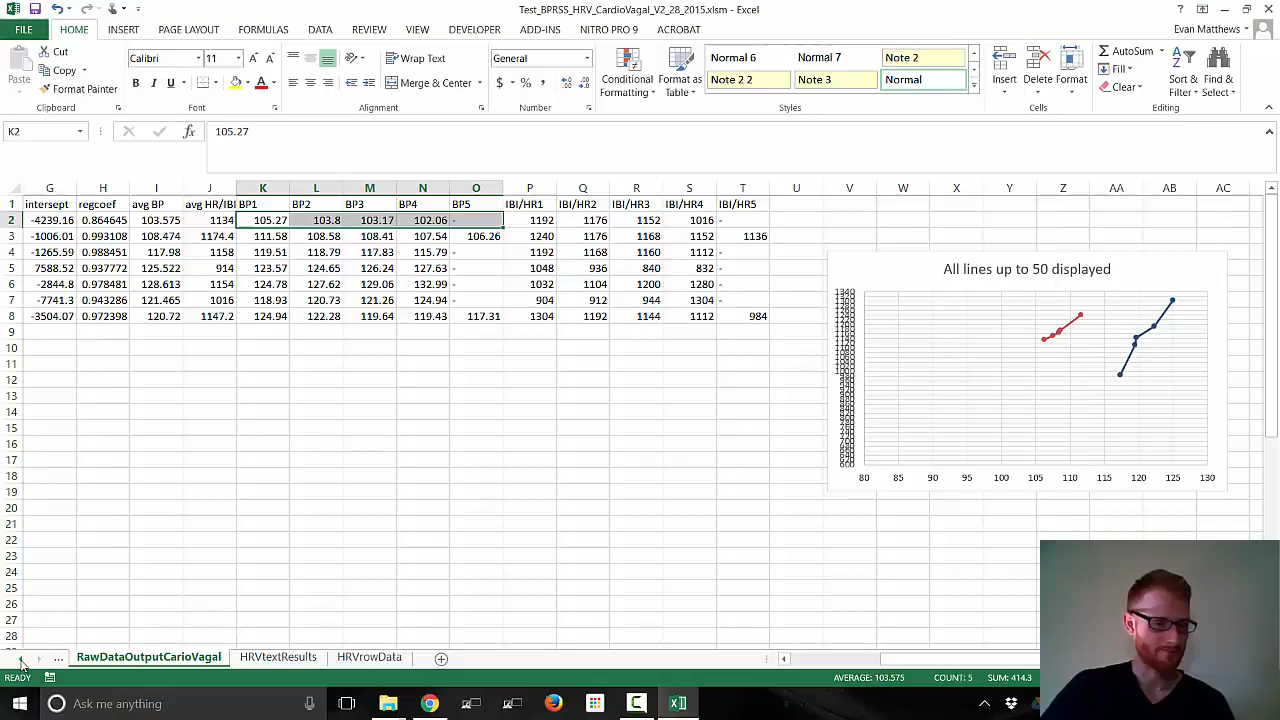 Test_BPRSS_HRV_CardioVagal_V2_28_2015.xlsm - Excel
FILE HOME INSERT PAGE LAYOUT FORMULAS DATA REVIEW VIEW DEVELOPER ADD-INS NITRO PRO 9 ACROBAT Evan Matthews
Paste Cut Copy Format Painter Clipboard
Calibri 11 B I U Font
Wrap Text Merge & Center Alignment
General $ % , Number
Conditional Formatting Format as Table
Normal 6 Normal 7 Note 2
Note 2 2 Note 3 Normal
Styles
Insert Delete Format Cells
AutoSum Fill Clear Sort & Filter Find & Select Editing
K2 fx 105.27
G H I J K L M N O P Q R S T U V W X Y Z AA AB AC
1 intercept regcoef avg BP avg HR/IBI BP1 BP2 BP3 BP4 BP5 IBI/HR1 IBI/HR2 IBI/HR3 IBI/HR4 IBI/HR5
2 -4239.16 0.864645 103.575 1134 105.27 103.8 103.17 102.06 - 1192 1176 1152 1016 -
3 -1006.01 0.993108 108.474 1174.4 111.58 108.58 108.41 107.54 106.26 1240 1176 1168 1152 1136
4 -1265.59 0.988451 117.98 1158 119.51 118.79 117.83 115.79 - 1192 1168 1160 1112 -
5 7588.52 0.937772 125.522 914 123.57 124.65 126.24 127.63 - 1048 936 840 832 -
6 -2844.8 0.978481 128.613 1154 124.78 127.62 129.06 132.99 - 1032 1104 1200 1280 -
7 -7741.3 0.943286 121.465 1016 118.93 120.73 121.26 124.94 - 904 912 944 1304 -
8 -3504.07 0.972398 120.72 1147.2 124.94 122.28 119.64 119.43 117.31 1304 1192 1144 1112 984
9
10
11
12
13
14
15
16
17
18
19
20
21
22
23
24
25
26
27
28
All lines up to 50 displayed
1340
600
80 85 90 95 100 105 110 115 120 125 130
... RawDataOutputCarioVagal HRVtextResults HRVrowData
READY AVERAGE: 103.575 COUNT: 5 SUM: 414.3
Ask me anything